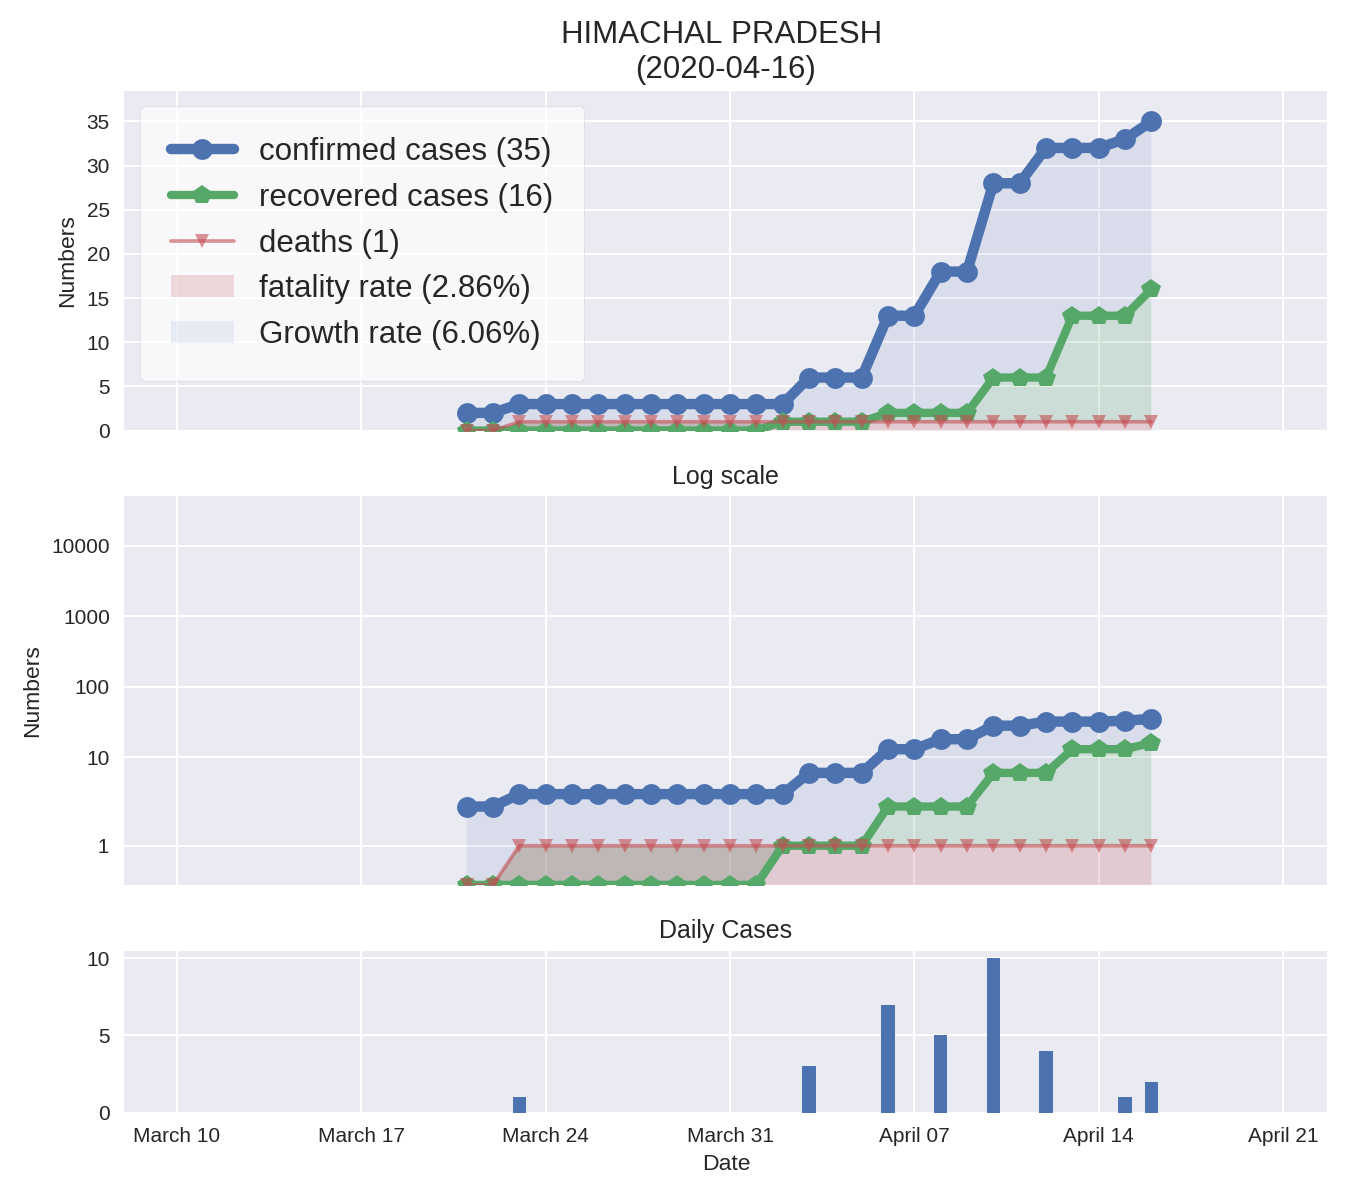 HIMACHAL PRADESH
(2020-04-16)
35
30
25
20
15
10
5
0
Numbers
confirmed cases (35)
recovered cases (16)
deaths (1)
fatality rate (2.86%)
Growth rate (6.06%)
Log scale
10000
1000
100
10
1
Numbers
Daily Cases
10
5
0
March 10 March 17 March 24 March 31 April 07 April 14 April 21
Date